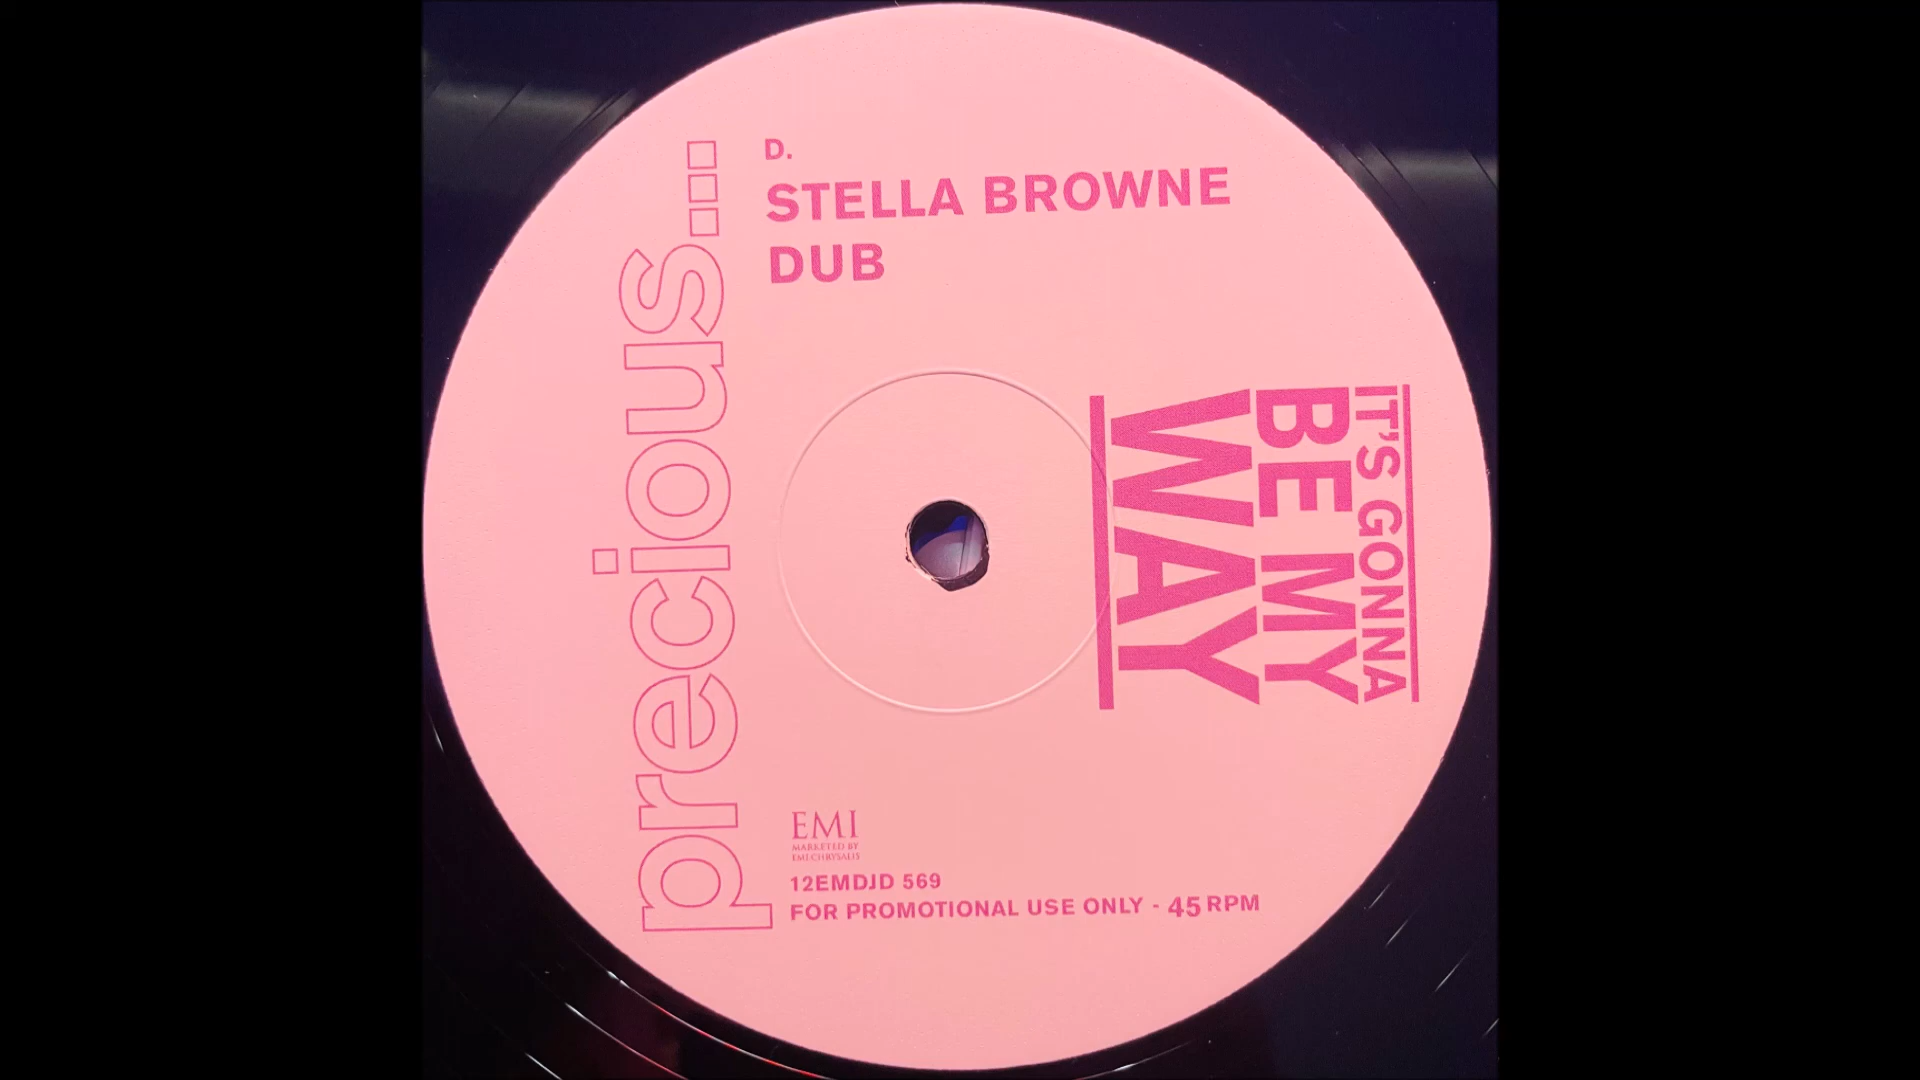 precious...
D.
STELLA BROWNE
DUB
IT'S GONNA
BE MY
WAY
EMI
MARKETED BY
EMI:CHRYSALIS
12EMDJD 569
FOR PROMOTIONAL USE ONLY - 45 RPM